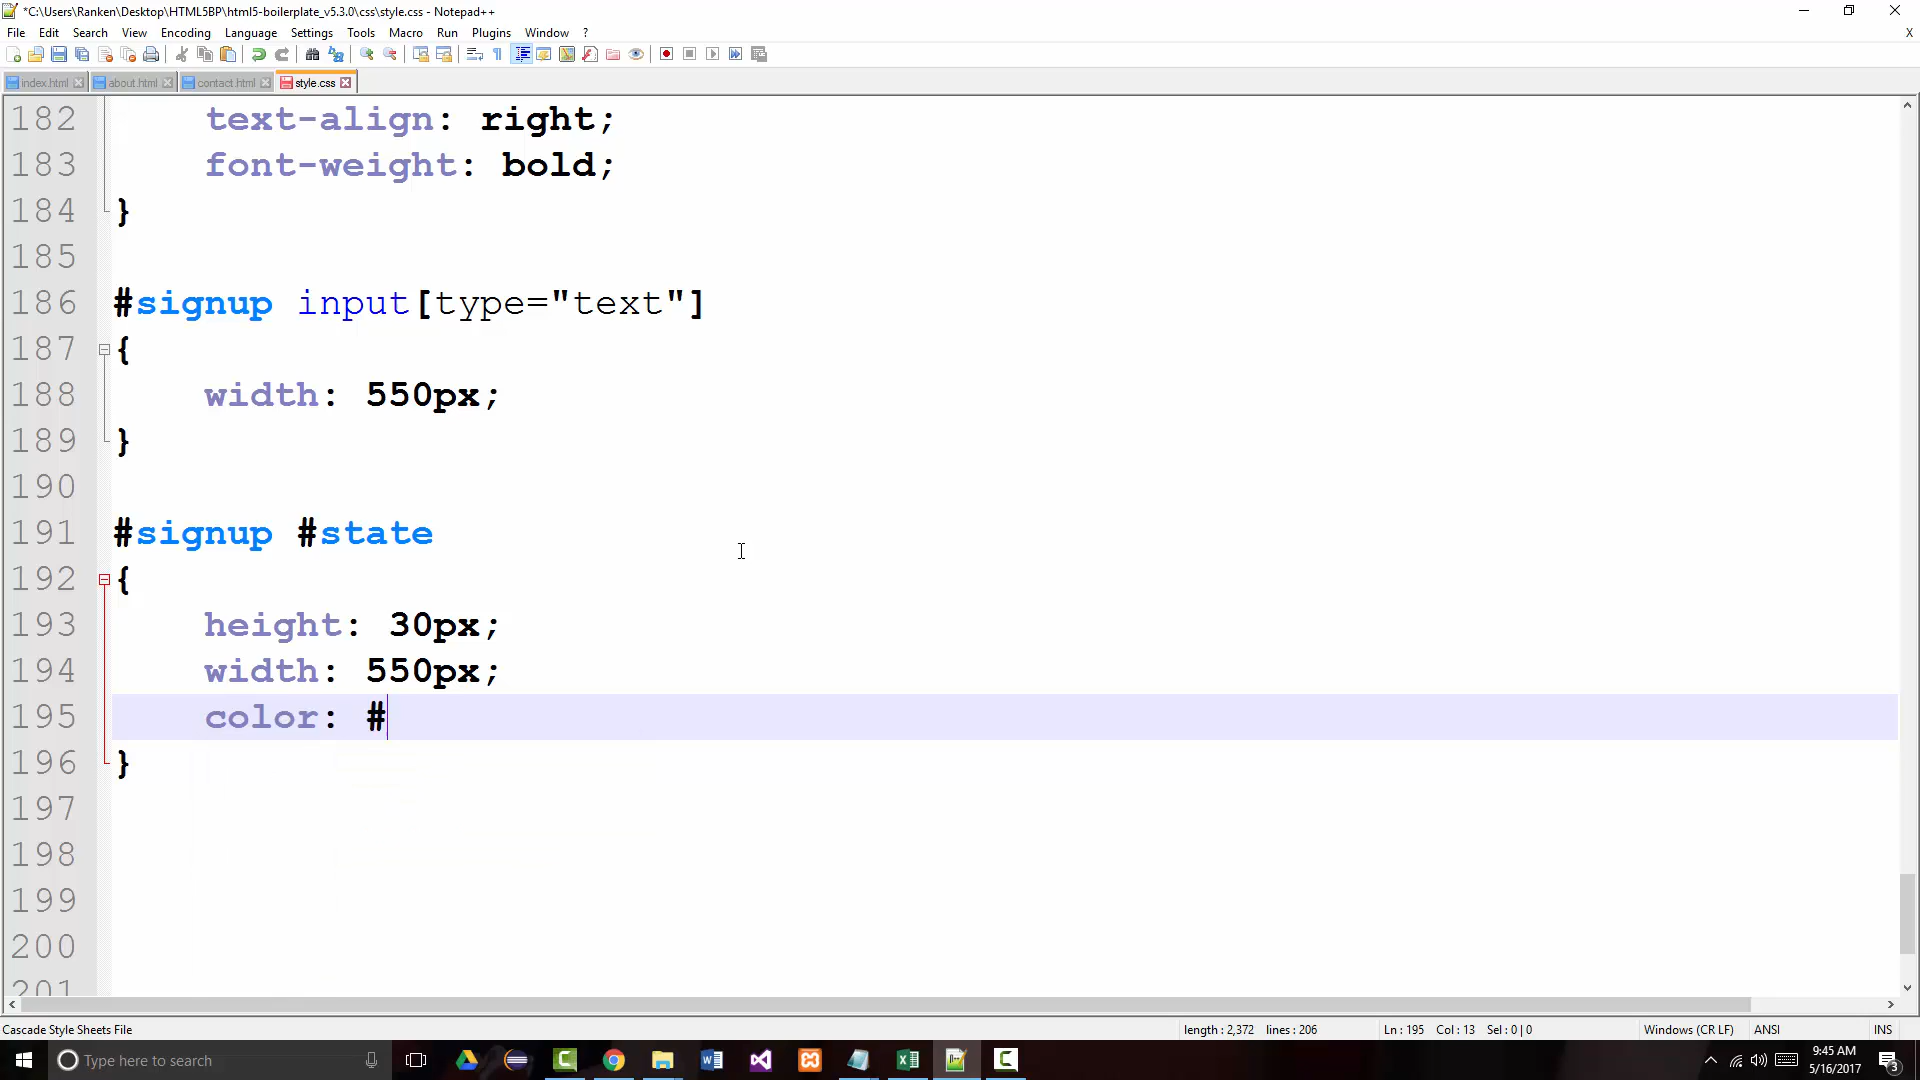 *C:\Users\Ranken\Desktop\HTML5BP\html5-boilerplate_v5.3.0\css\style.css - Notepad++
File Edit Search View Encoding Language Settings Tools Macro Run Plugins Window ? X
index.html about.html contact.html style.css
182 text-align: right;
183 font-weight: bold;
184 }
185
186 #signup input[type="text"]
187 {
188 width: 550px;
189 }
190
191 #signup #state
192 {
193 height: 30px;
194 width: 550px;
195 color: #
196 }
197
198
199
200
201
Cascade Style Sheets File length : 2,372 lines : 206 Ln : 195 Col : 13 Sel : 0 | 0 Windows (CR LF) ANSI INS
Type here to search
9:45 AM
5/16/2017
3